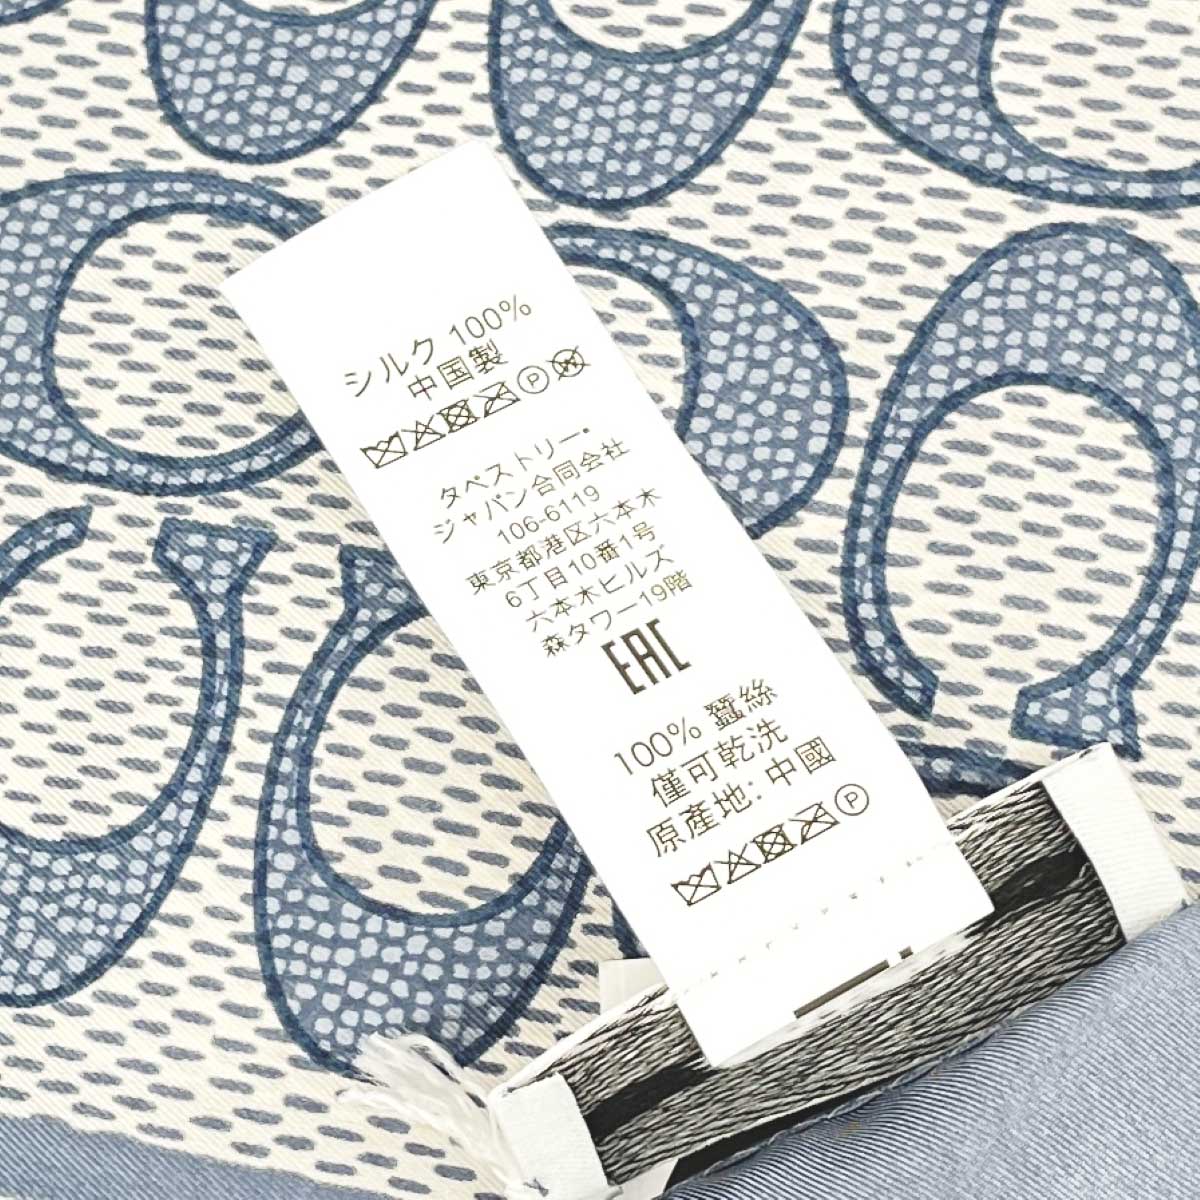 シルク 100%
中国製
P
タペストリー・
ジャパン合同会社
106-6119
東京都港区六本木
6丁目10番1号
六本木ヒルズ
森タワー19階
EAC
100% 蠶絲
僅可乾洗
原產地: 中國
P